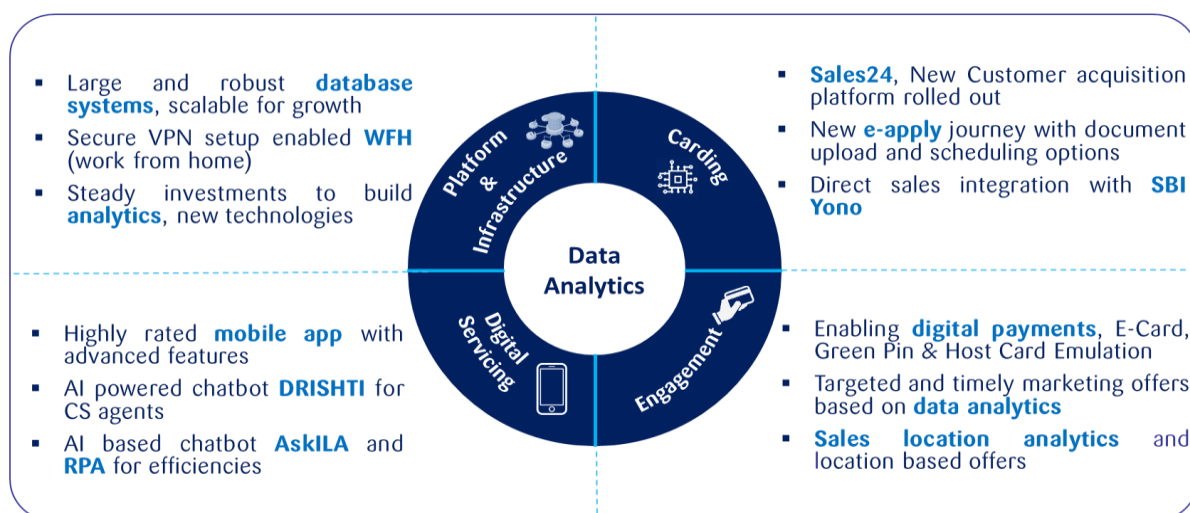 Large and robust database
systems, scalable for growth
Secure VPN setup enabled WFH
(work from home)
Steady investments to build
analytics, new technologies
Platform
&
Infrastructure
Carding
Sales24, New Customer acquisition
platform rolled out
New e-apply journey with document
upload and scheduling options
Direct sales integration with SBI
Yono
Data
Analytics
Highly rated mobile app with
advanced features
AI powered chatbot DRISHTI for
CS agents
AI based chatbot AskILA and
RPA for efficiencies
Digital
Servicing
Engagement
Enabling digital payments, E-Card,
Green Pin & Host Card Emulation
Targeted and timely marketing offers
based on data analytics
Sales location analytics and
location based offers